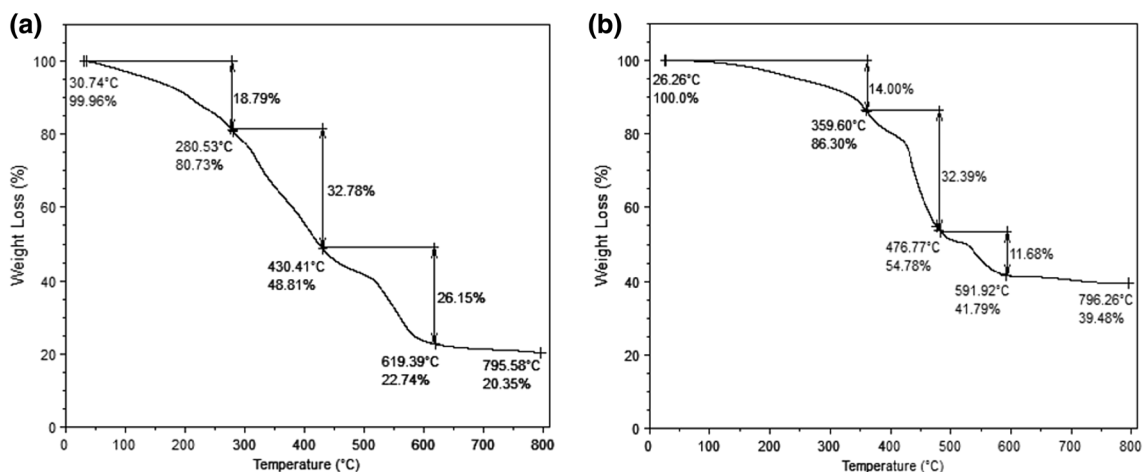 (a)
100
80
60
40
20
0
Weight Loss (%)
30.74°C
99.96%
18.79%
280.53°C
80.73%
32.78%
430.41°C
48.81%
26.15%
619.39°C
22.74%
795.58°C
20.35%
0 100 200 300 400 500 600 700 800
Temperature (°C)
(b)
100
80
60
40
20
0
Weight Loss (%)
26.26°C
100.0%
14.00%
359.60°C
86.30%
32.39%
476.77°C
54.78%
11.68%
591.92°C
41.79%
796.26°C
39.48%
0 100 200 300 400 500 600 700 800
Temperature (°C)